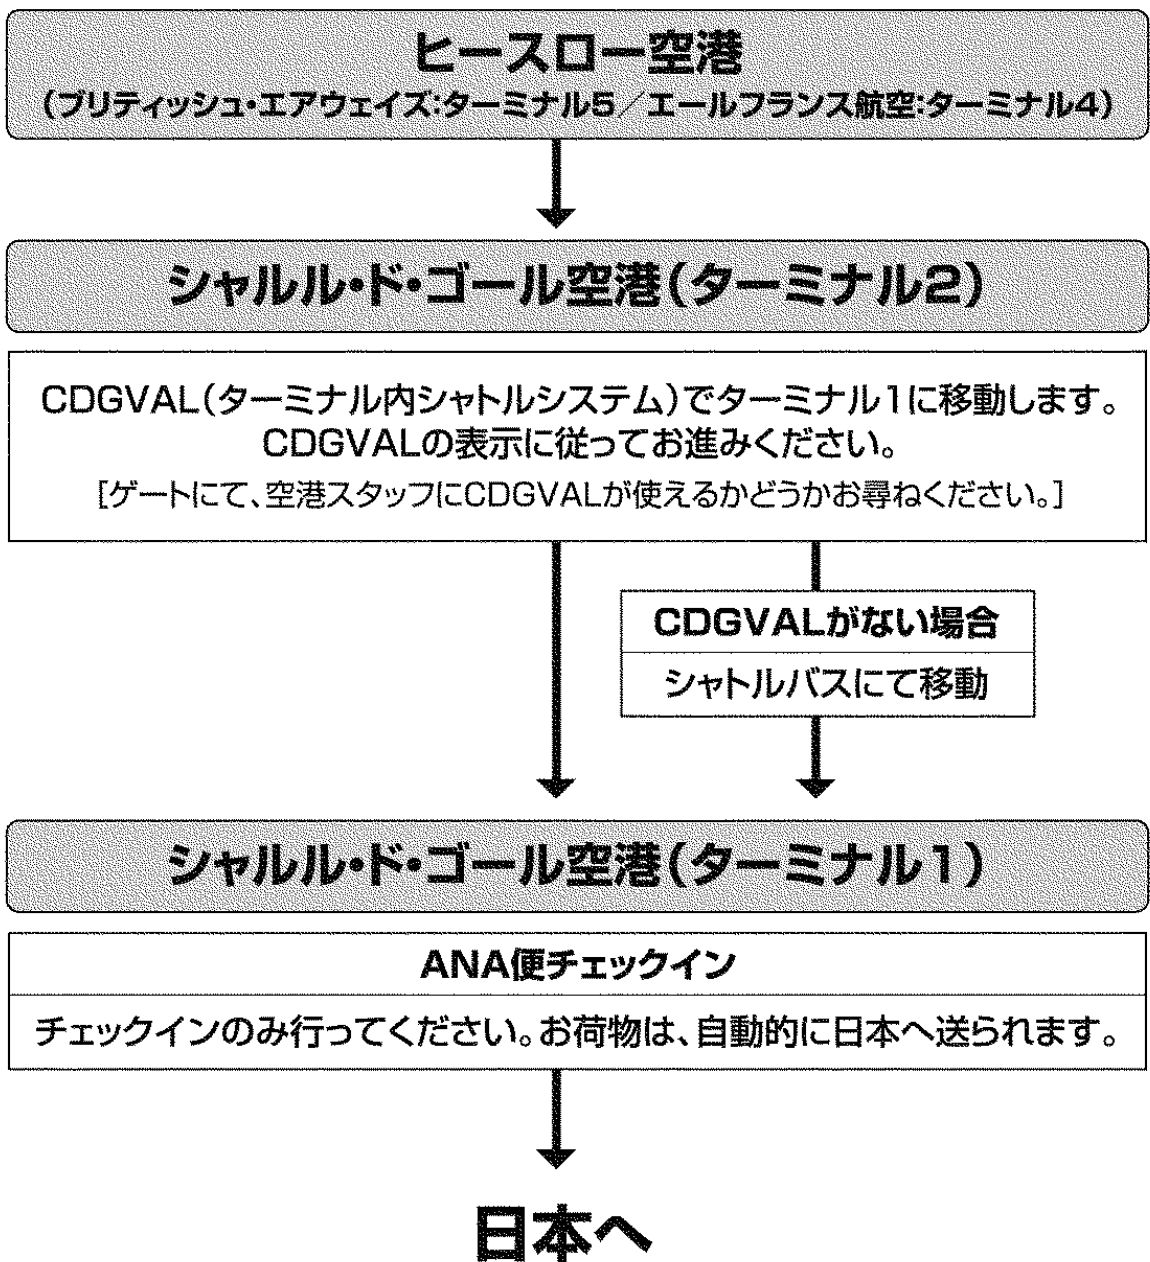 ヒースロー空港
(ブリティッシュ・エアウェイズ:ターミナル5／エールフランス航空:ターミナル4)
シャルル・ド・ゴール空港(ターミナル2)
CDGVAL(ターミナル内シャトルシステム)でターミナル1に移動します。
CDGVALの表示に従ってお進みください。
[ゲートにて、空港スタッフにCDGVALが使えるかどうかお尋ねください。]
CDGVALがない場合
シャトルバスにて移動
シャルル・ド・ゴール空港(ターミナル1)
ANA便チェックイン
チェックインのみ行ってください。お荷物は、自動的に日本へ送られます。
日本へ